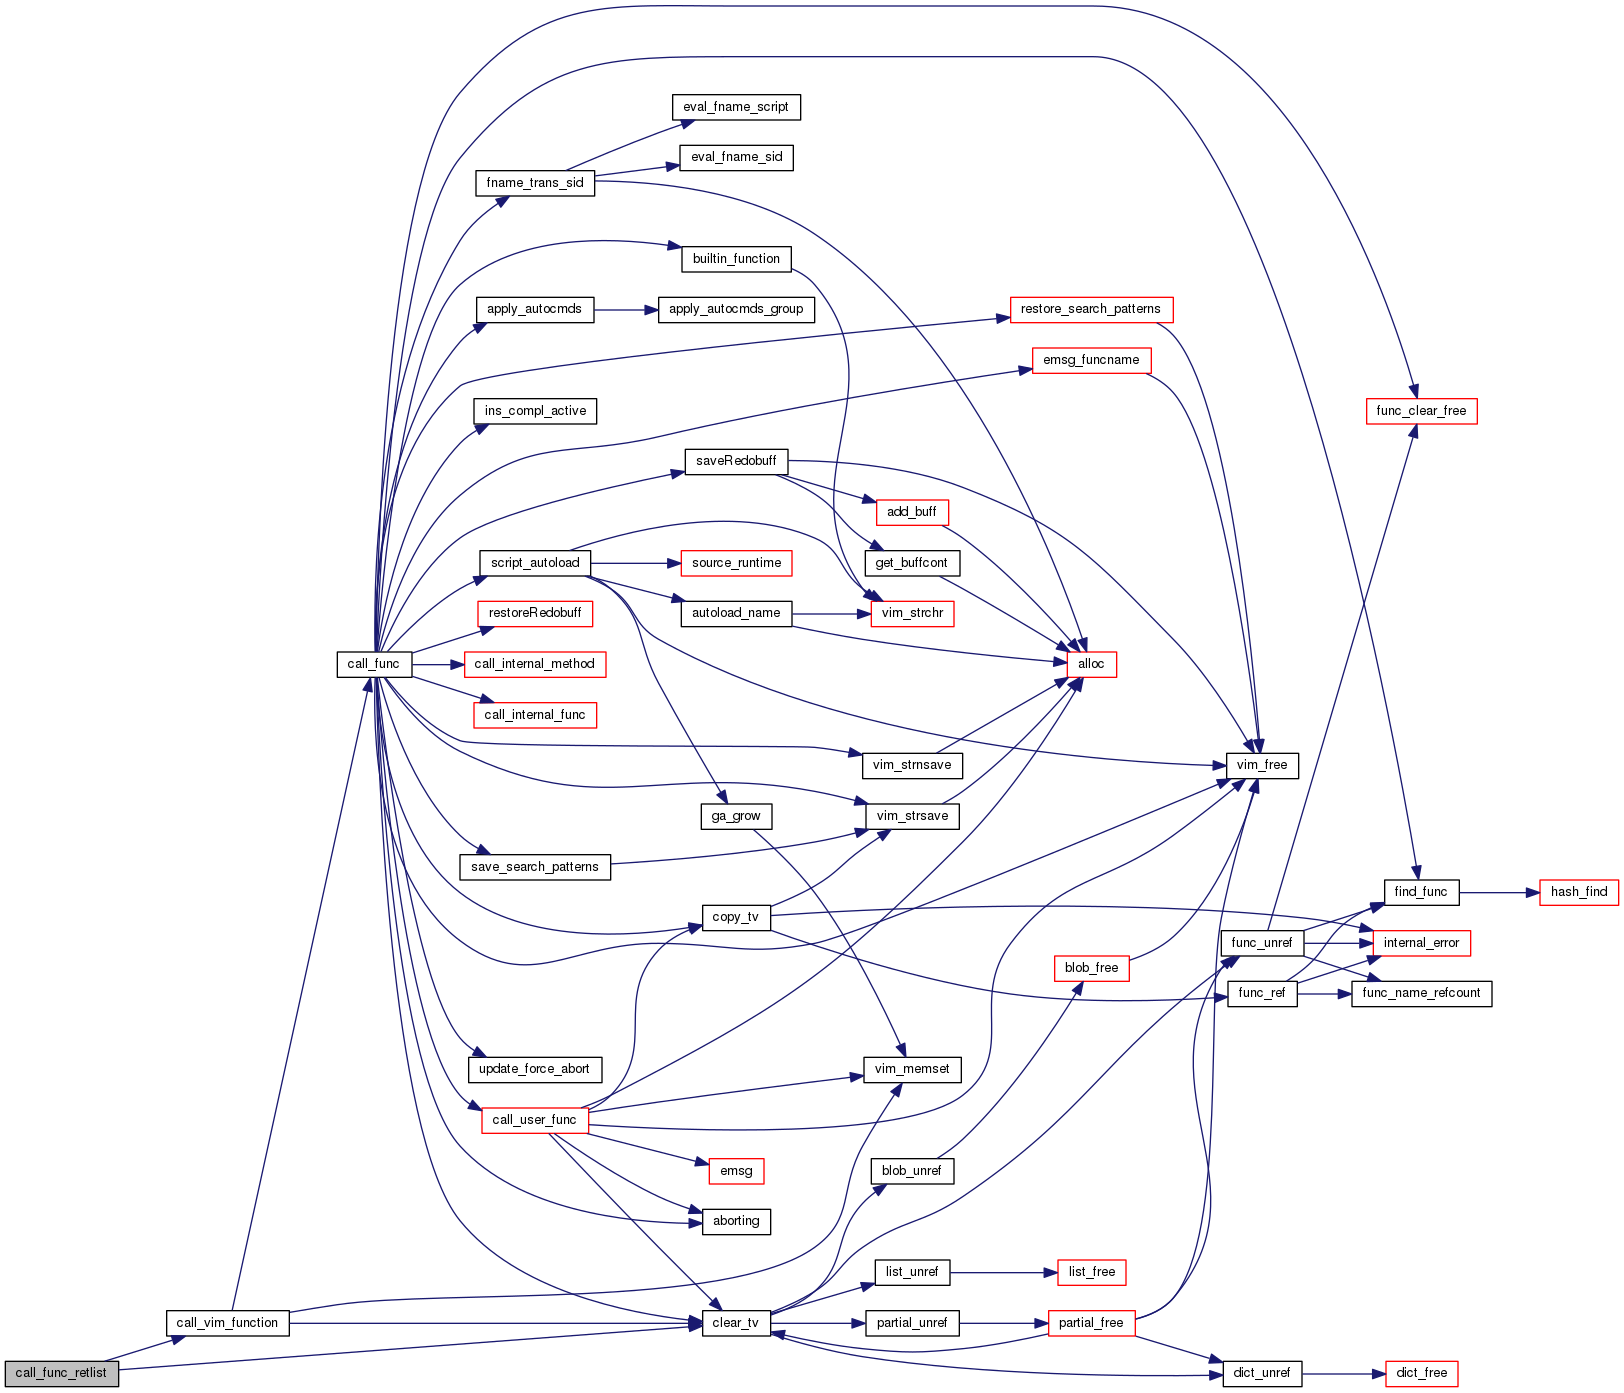 eval_fname_script
eval_fname_sid
fname_trans_sid
builtin_function
apply_autocmds
apply_autocmds_group
restore_search_patterns
emsg_funcname
ins_compl_active
func_clear_free
saveRedobuff
add_buff
script_autoload
source_runtime
get_buffcont
restoreRedobuff
autoload_name
vim_strchr
call_func
call_internal_method
alloc
call_internal_func
vim_strnsave
vim_free
ga_grow
vim_strsave
save_search_patterns
find_func
hash_find
copy_tv
func_unref
internal_error
blob_free
func_ref
func_name_refcount
update_force_abort
vim_memset
call_user_func
emsg
blob_unref
aborting
list_unref
list_free
call_vim_function
clear_tv
partial_unref
partial_free
call_func_retlist
dict_unref
dict_free